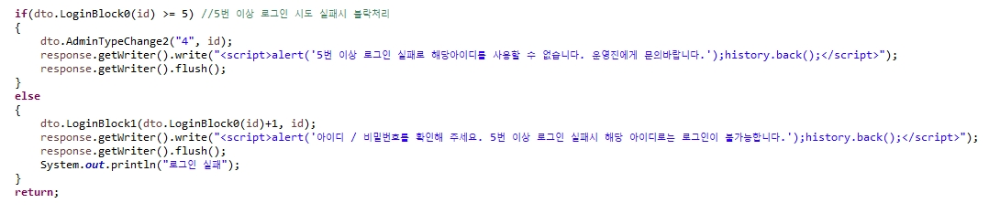 if(dto.LoginBlock0(id) >= 5) //5번 이상 로그인 시도 실패시 블락처리
{
dto.AdminTypeChange2("4", id);
response.getWriter().write("<script>alert('5번 이상 로그인 실패로 해당아이디를 사용할 수 없습니다. 운영진에게 문의바랍니다.');history.back();</script>");
response.getWriter().flush();
}
else
{
dto.LoginBlock1(dto.LoginBlock0(id)+1, id);
response.getWriter().write("<script>alert('아이디 / 비밀번호를 확인해 주세요. 5번 이상 로그인 실패시 해당 아이디로는 로그인이 불가능합니다.');history.back();</script>");
response.getWriter().flush();
System.out.println("로그인 실패");
}
return;